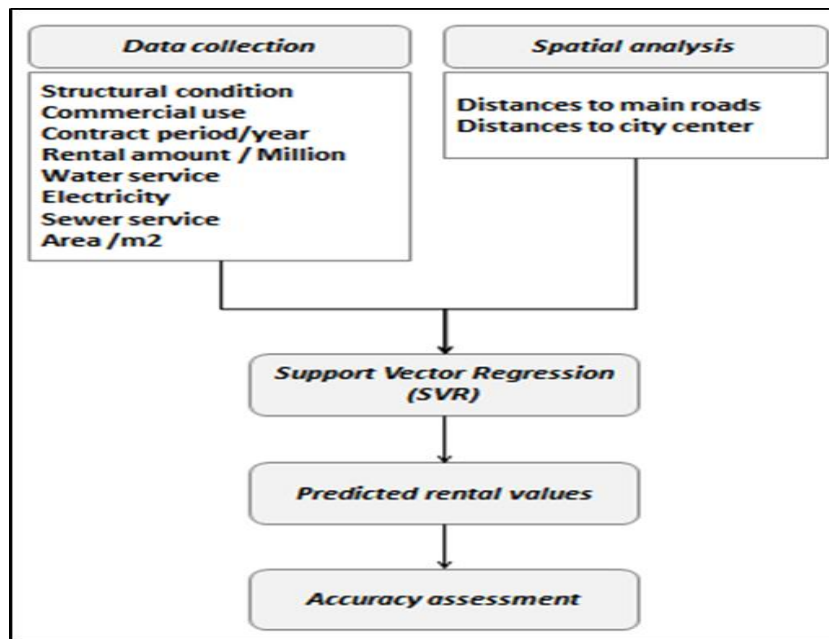 Data collection
Structural condition
Commercial use
Contract period/year
Rental amount / Million
Water service
Electricity
Sewer service
Area /m2
Spatial analysis
Distances to main roads
Distances to city center
Support Vector Regression
(SVR)
Predicted rental values
Accuracy assessment